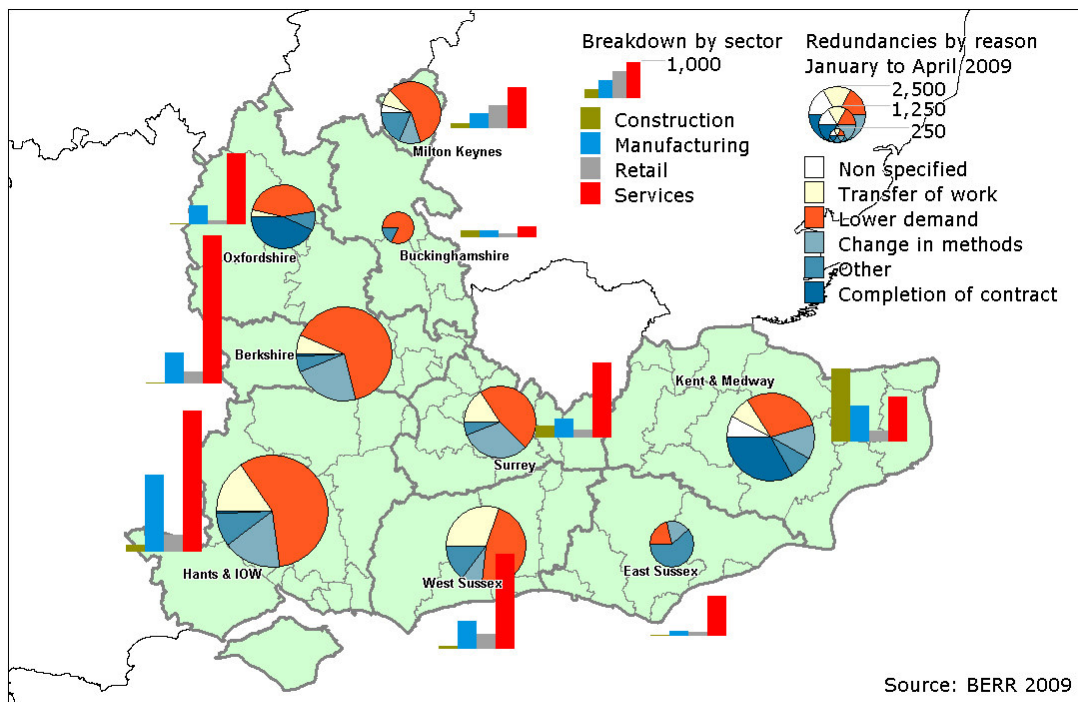 Breakdown by sector
1,000
Construction
Manufacturing
Retail
Services
Redundancies by reason
January to April 2009
2,500
1,250
250
Non specified
Transfer of work
Lower demand
Change in methods
Other
Completion of contract
Milton Keynes
Oxfordshire
Buckinghamshire
Berkshire
Kent & Medway
Surrey
Hants & IOW
West Sussex
East Sussex
Source: BERR 2009